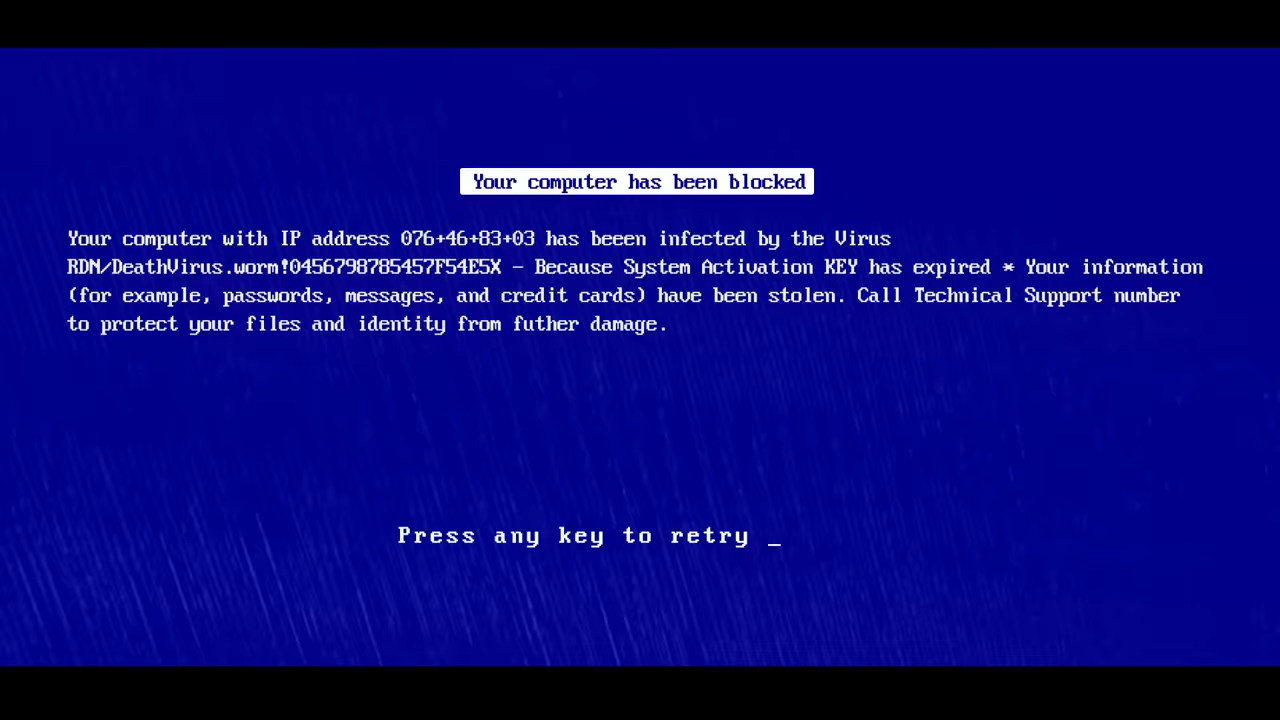 Your computer has been blocked
Your computer with IP address 076+46+83+03 has beeen infected by the Virus
RDN/DeathVirus.worm!0456798785457F54E5X - Because System Activation KEY has expired * Your information
(for example, passwords, messages, and credit cards) have been stolen. Call Technical Support number
to protect your files and identity from futher damage.
Press any key to retry _